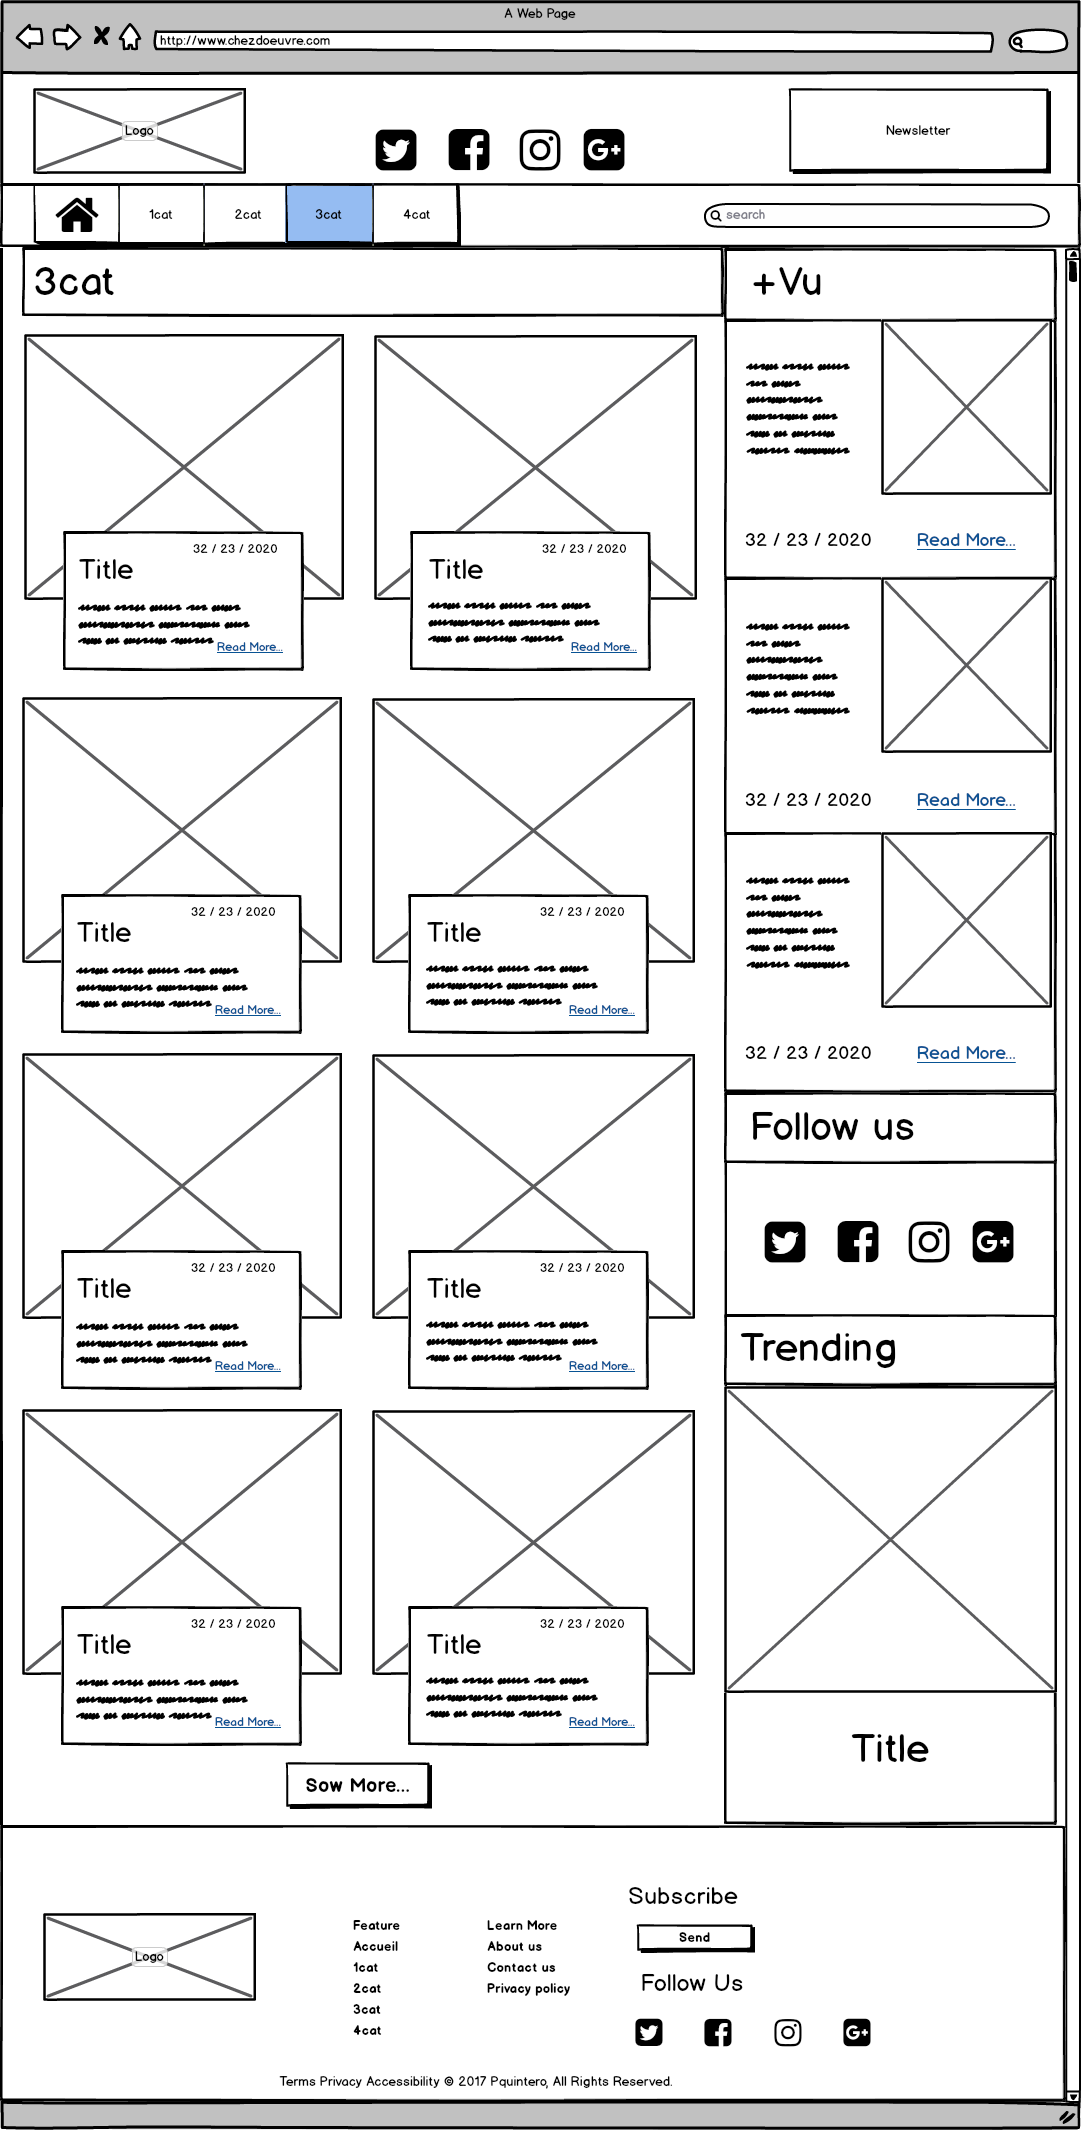 A Web Page
http://www.chezdoeuvre.com
Logo
Newsletter
1cat
2cat
3cat
4cat
search
3cat
32 / 23 / 2020
Title
Read More...
32 / 23 / 2020
Title
Read More...
32 / 23 / 2020
Title
Read More...
32 / 23 / 2020
Title
Read More...
32 / 23 / 2020
Title
Read More...
32 / 23 / 2020
Title
Read More...
32 / 23 / 2020
Title
Read More...
32 / 23 / 2020
Title
Read More...
Sow More...
+Vu
32 / 23 / 2020 Read More...
32 / 23 / 2020 Read More...
32 / 23 / 2020 Read More...
Follow us
Trending
Title
Logo
Feature
Accueil
1cat
2cat
3cat
4cat
Learn More
About us
Contact us
Privacy policy
Subscribe
Send
Follow Us
Terms Privacy Accessibility © 2017 Pquintero, All Rights Reserved.